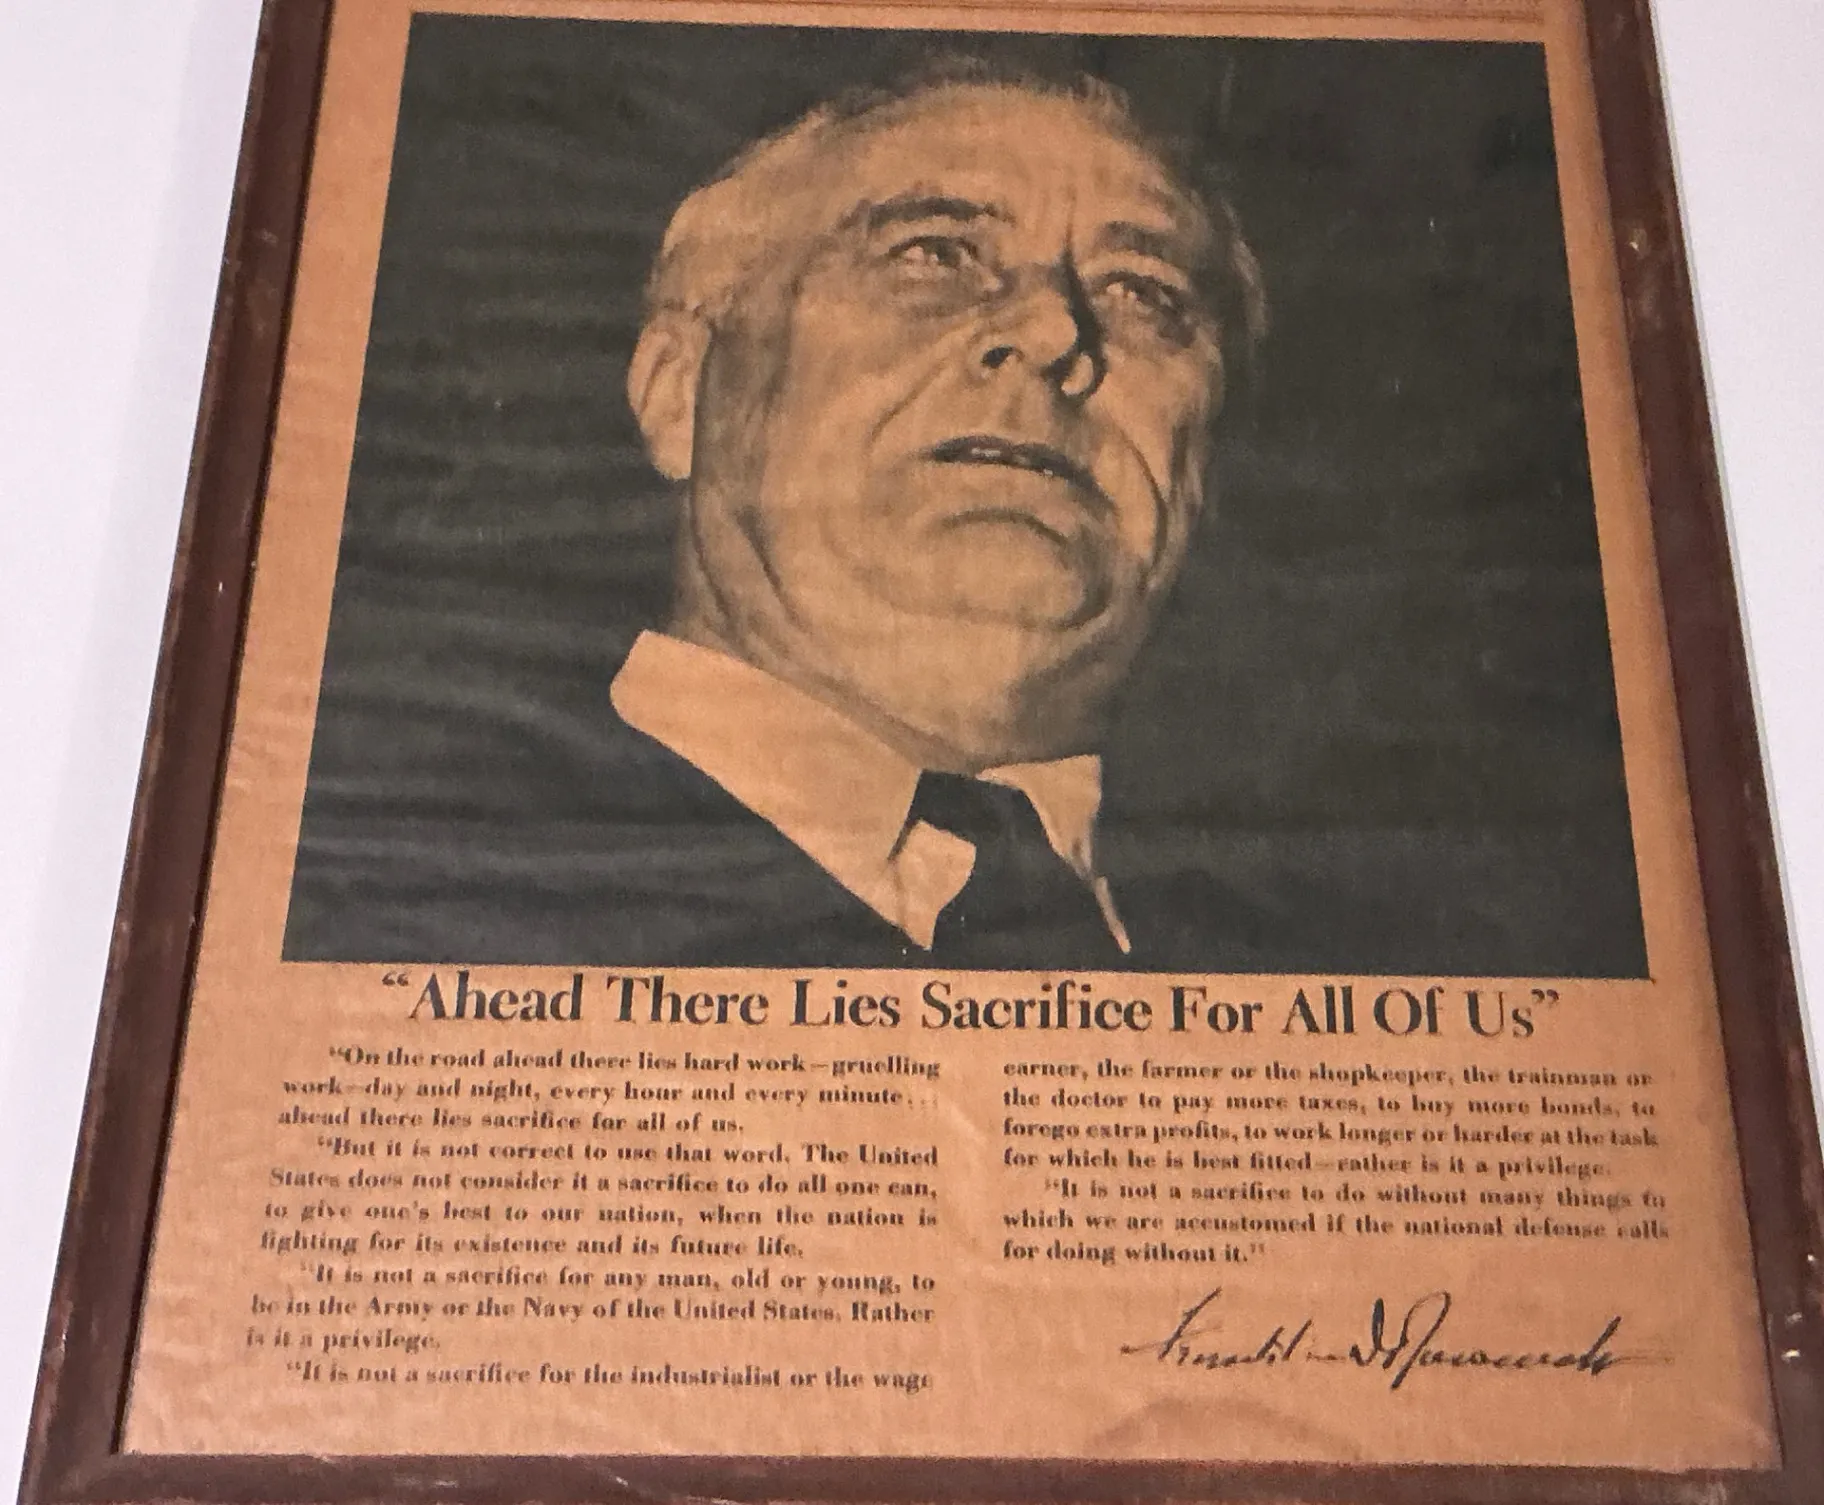 “Ahead There Lies Sacrifice For All Of Us”
“On the road ahead there lies hard work—gruelling
work—day and night, every hour and every minute...
ahead there lies sacrifice for all of us.
“But it is not correct to use that word. The United
States does not consider it a sacrifice to do all one can,
to give one's best to our nation, when the nation is
fighting for its existence and its future life.
“It is not a sacrifice for any man, old or young, to
be in the Army or the Navy of the United States. Rather
is it a privilege.
“It is not a sacrifice for the industrialist or the wage
earner, the farmer or the shopkeeper, the trainman or
the doctor to pay more taxes, to buy more bonds, to
forego extra profits, to work longer or harder at the task
for which he is best fitted—rather is it a privilege.
“It is not a sacrifice to do without many things to
which we are accustomed if the national defense calls
for doing without it.”
Franklin D Roosevelt